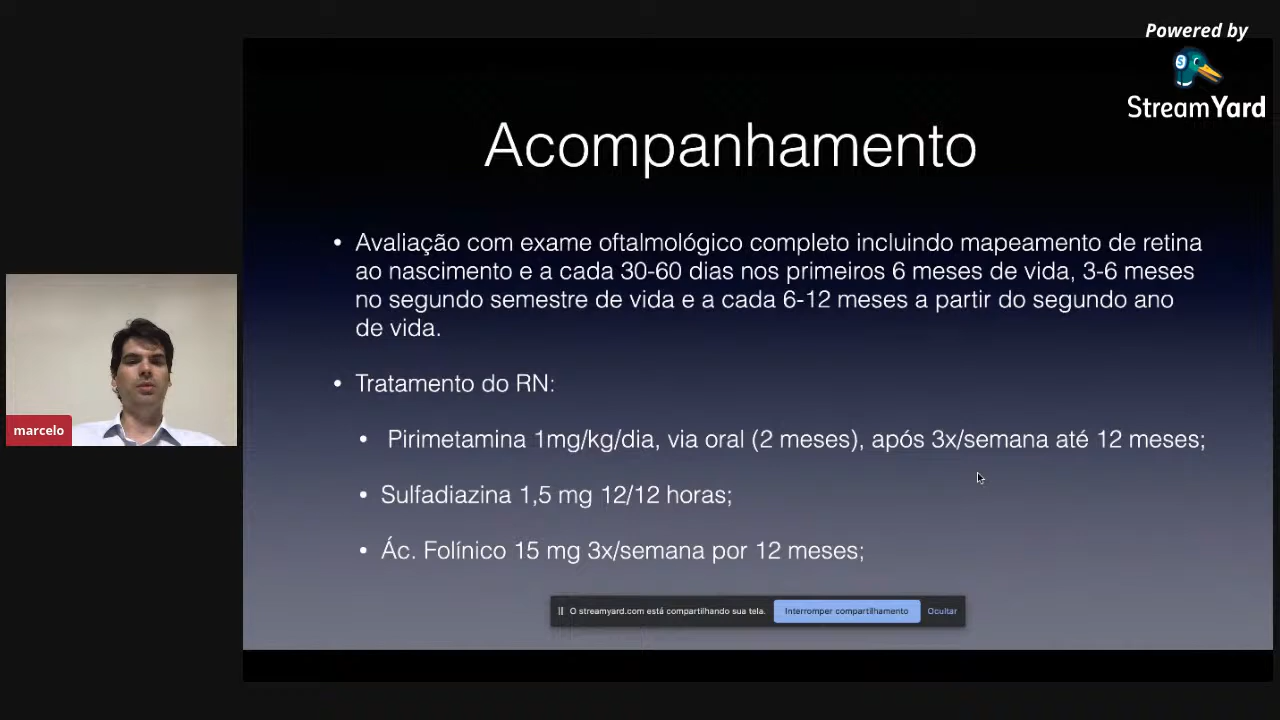 Powered by
StreamYard
Acompanhamento
• Avaliação com exame oftalmológico completo incluindo mapeamento de retina
ao nascimento e a cada 30-60 dias nos primeiros 6 meses de vida, 3-6 meses
no segundo semestre de vida e a cada 6-12 meses a partir do segundo ano
de vida.
• Tratamento do RN:
• Pirimetamina 1mg/kg/dia, via oral (2 meses), após 3x/semana até 12 meses;
• Sulfadiazina 1,5 mg 12/12 horas;
• Ác. Folínico 15 mg 3x/semana por 12 meses;
marcelo
O streamyard.com está compartilhando sua tela. Interromper compartilhamento Ocultar